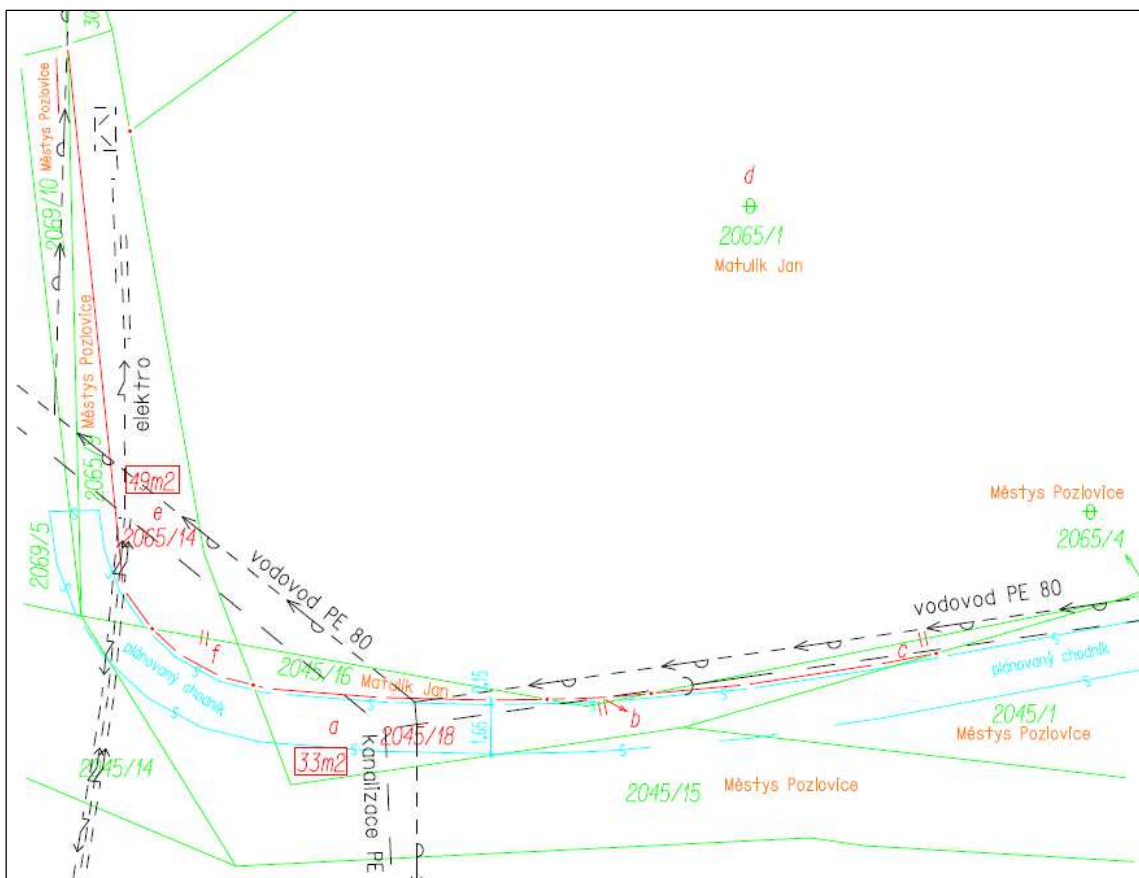 30
Městys Pozlovice
2069/10
d
2065/1
Matulík Jan
Městys Pozlovice
elektro
2065/
49m2
e
2065/14
2069/5
Městys Pozlovice
2065/4
vodovod PE 80
vodovod PE 80
f
plánovaný chodník
2045/16
Matulík Jan
0,15
c
plánovaný chodník
b
a
2045/18
1,65
33m2
kanalizace PE
2045/1
Městys Pozlovice
2045/14
2045/15
Městys Pozlovice